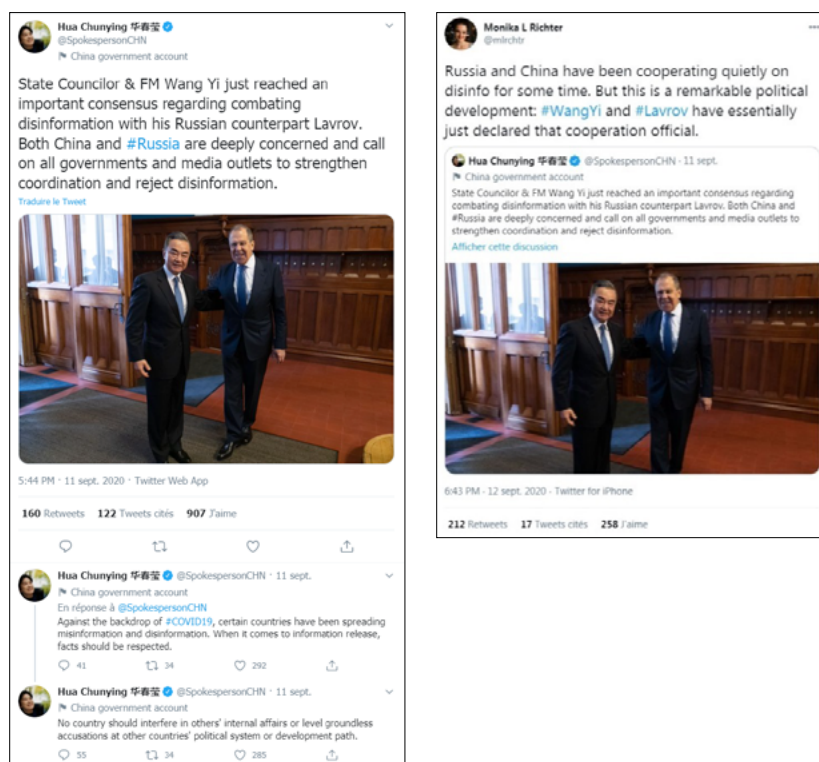 Hua Chunying 华春莹
@SpokespersonCHN
China government account
State Councilor & FM Wang Yi just reached an
important consensus regarding combating
disinformation with his Russian counterpart Lavrov.
Both China and #Russia are deeply concerned and call
on all governments and media outlets to strengthen
coordination and reject disinformation.
Traduire le Tweet
5:44 PM · 11 sept. 2020 · Twitter Web App
160 Retweets 122 Tweets cités 907 J'aime
Hua Chunying 华春莹 @SpokespersonCHN · 11 sept.
China government account
En réponse à @SpokespersonCHN
Against the backdrop of #COVID19, certain countries have been spreading
misinformation and disinformation. When it comes to information release,
facts should be respected.
41 34 292
Hua Chunying 华春莹 @SpokespersonCHN · 11 sept.
China government account
No country should interfere in others' internal affairs or level groundless
accusations at other countries' political system or development path.
55 34 285
Monika L Richter
@mlrchtr
Russia and China have been cooperating quietly on
disinfo for some time. But this is a remarkable political
development: #WangYi and #Lavrov have essentially
just declared that cooperation official.
Hua Chunying 华春莹 @SpokespersonCHN · 11 sept.
China government account
State Councilor & FM Wang Yi just reached an important consensus regarding
combating disinformation with his Russian counterpart Lavrov. Both China and
#Russia are deeply concerned and call on all governments and media outlets to
strengthen coordination and reject disinformation.
Afficher cette discussion
6:43 PM · 12 sept. 2020 · Twitter for iPhone
212 Retweets 17 Tweets cités 258 J'aime